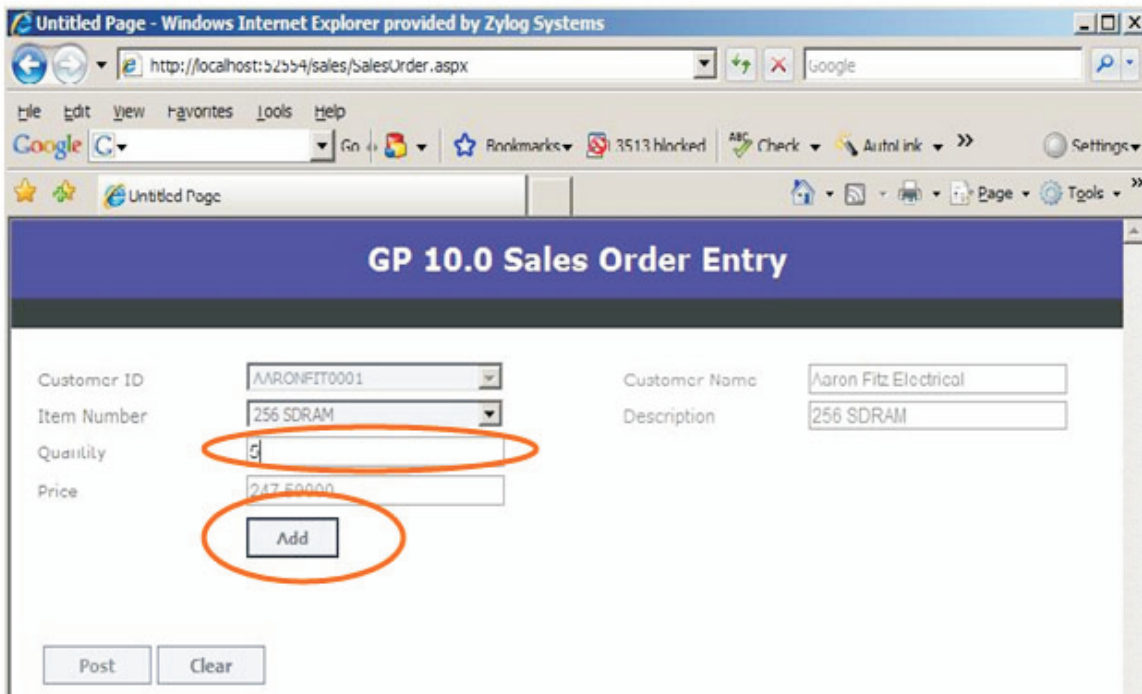 Untitled Page - Windows Internet Explorer provided by Zylog Systems
http://localhost:52554/sales/SalesOrder.aspx
Google
File Edit View Favorites Tools Help
Google G Go Bookmarks 3513 blocked ABC Check AutoLink » Settings
Untitled Page
Page Tools »
GP 10.0 Sales Order Entry
Customer ID AARONFIT0001 Customer Name Aaron Fitz Electrical
Item Number 256 SDRAM Description 256 SDRAM
Quantity 5
Price
Add
Post Clear